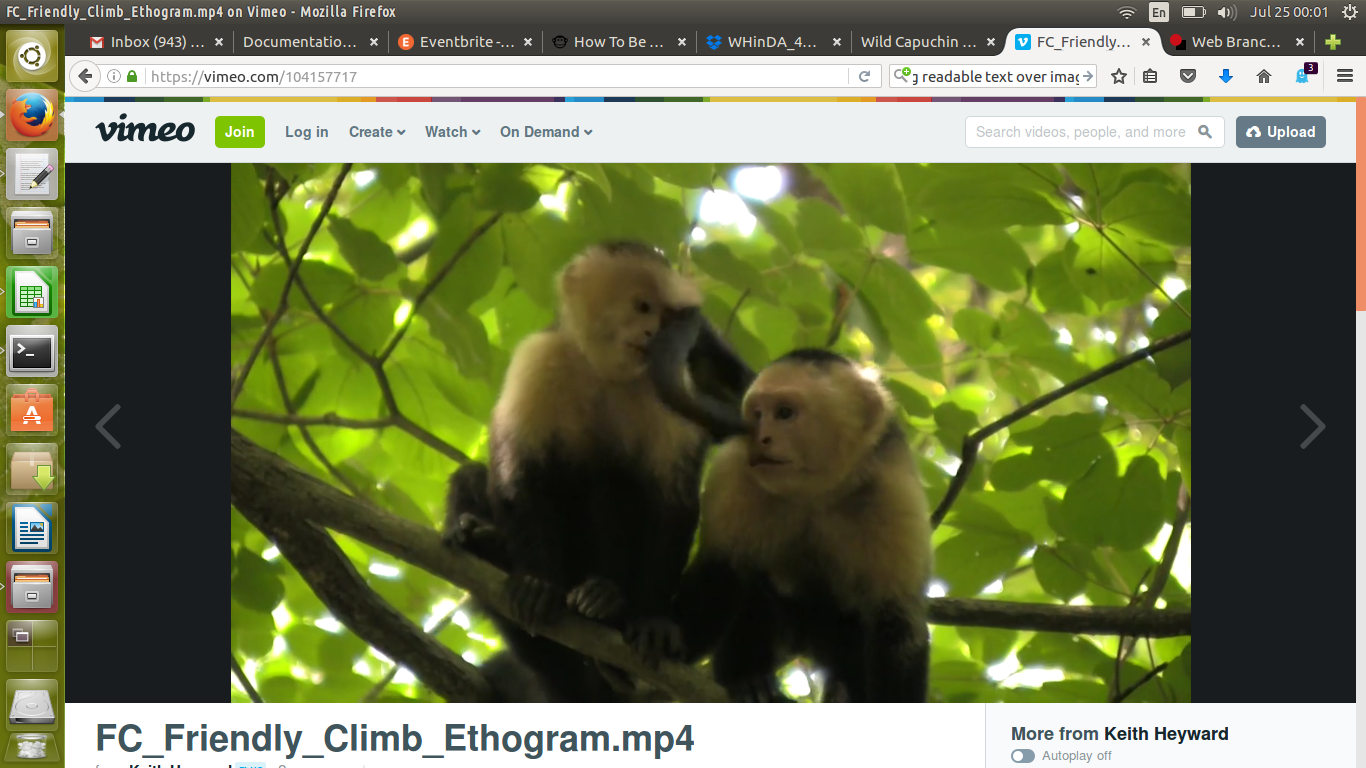 FC_Friendly_Climb_Ethogram.mp4 on Vimeo - Mozilla Firefox
En
Jul 25 00:01
Inbox (943) ...
Documentatio...
Eventbrite -...
How To Be ...
WHinDA_4...
Wild Capuchin ...
FC_Friendly...
Web Branc...
https://vimeo.com/104157717
g readable text over imag
3
vimeo
Join
Log in
Create
Watch
On Demand
Search videos, people, and more
Upload
FC_Friendly_Climb_Ethogram.mp4
More from Keith Heyward
Autoplay off